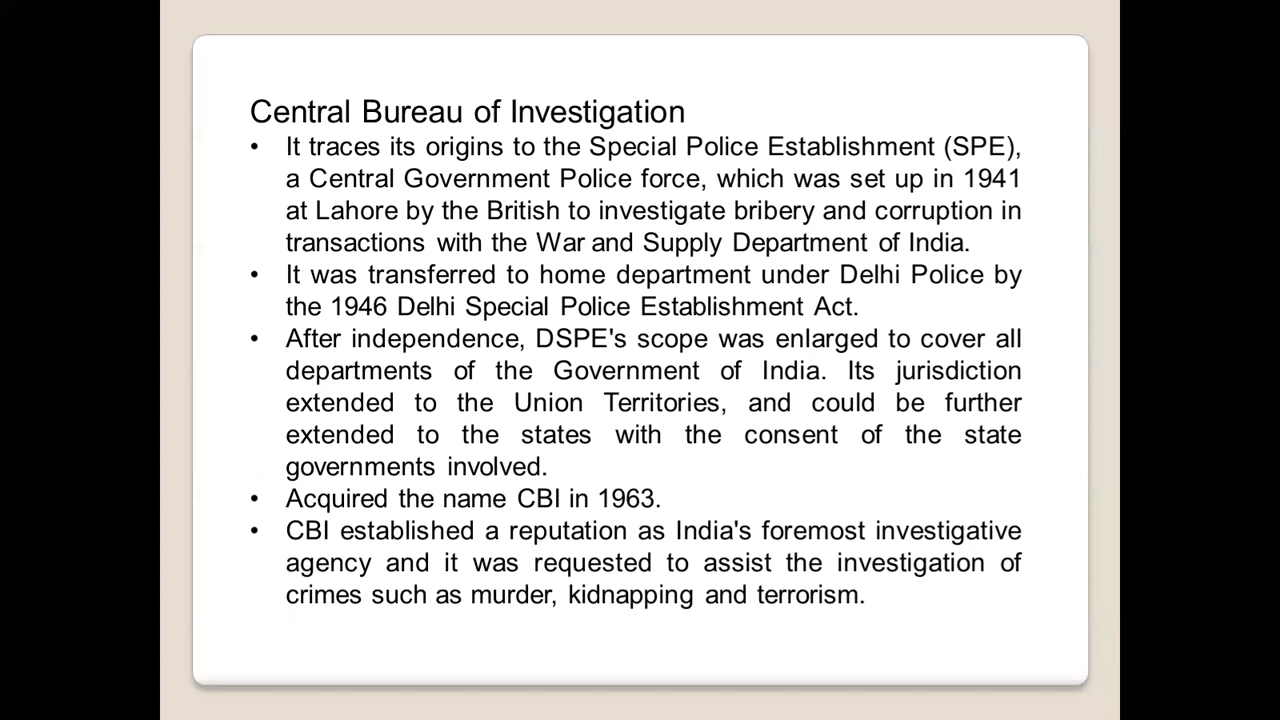 Central Bureau of Investigation
• It traces its origins to the Special Police Establishment (SPE),
a Central Government Police force, which was set up in 1941
at Lahore by the British to investigate bribery and corruption in
transactions with the War and Supply Department of India.
• It was transferred to home department under Delhi Police by
the 1946 Delhi Special Police Establishment Act.
• After independence, DSPE's scope was enlarged to cover all
departments of the Government of India. Its jurisdiction
extended to the Union Territories, and could be further
extended to the states with the consent of the state
governments involved.
• Acquired the name CBI in 1963.
• CBI established a reputation as India's foremost investigative
agency and it was requested to assist the investigation of
crimes such as murder, kidnapping and terrorism.